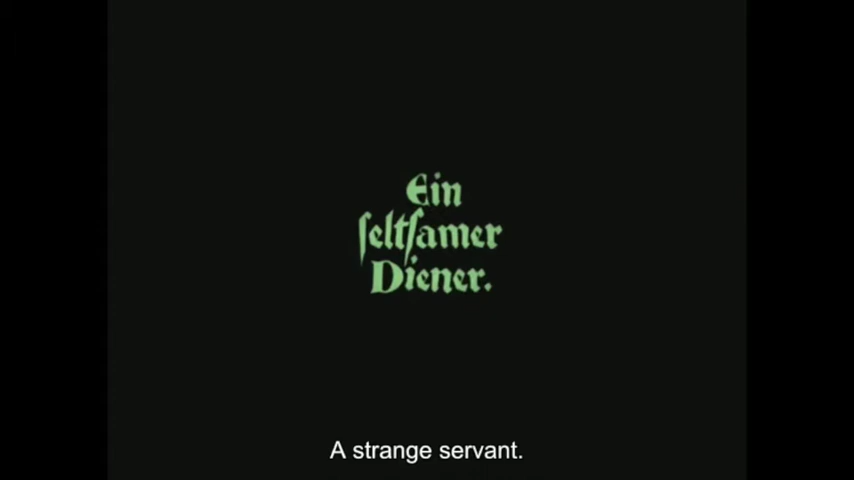 Ein
ſeltſamer
Diener.
A strange servant.